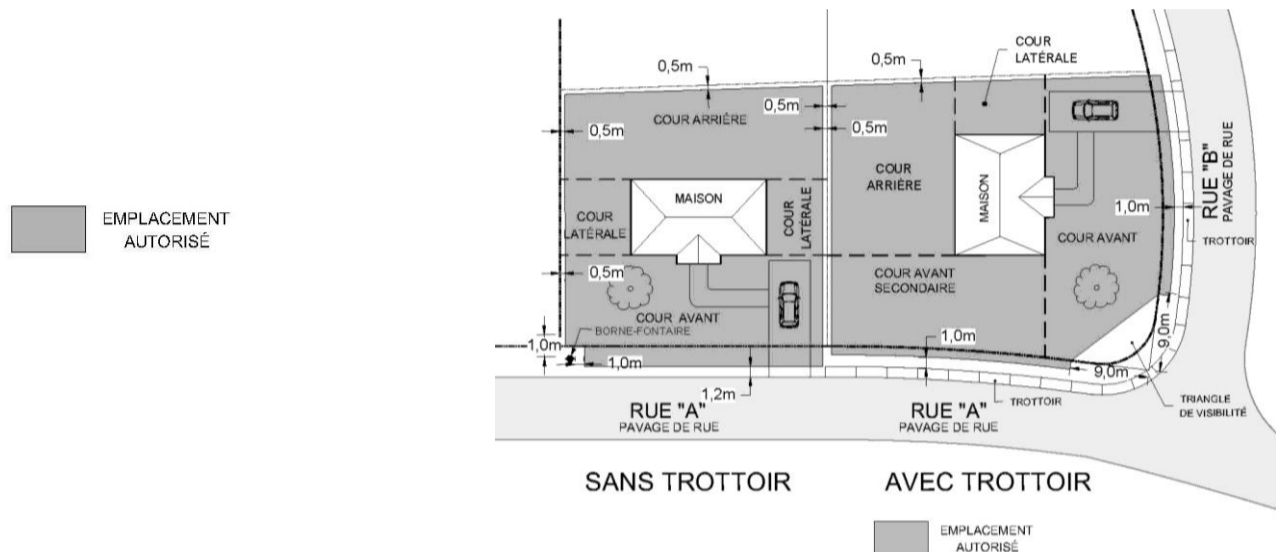 EMPLACEMENT
AUTORISÉ
COUR
LATÉRALE
0,5m
0,5m
COUR ARRIÈRE
0,5m
0,5m
0,5m
COUR
ARRIÈRE
MAISON
MAISON
COUR
LATÉRALE
COUR
LATÉRALE
RUE "B"
PAVAGE DE RUE
1,0m
TROTTOIR
COUR AVANT
0,5m
COUR AVANT
SECONDAIRE
COUR AVANT
BORNE-FONTAIRE
1,0m
1,0m
1,0m
9,0m
9,0m
1,2m
TROTTOIR
TRIANGLE
DE VISIBILITÉ
RUE "A"
PAVAGE DE RUE
RUE "A"
PAVAGE DE RUE
SANS TROTTOIR
AVEC TROTTOIR
EMPLACEMENT
AUTORISÉ